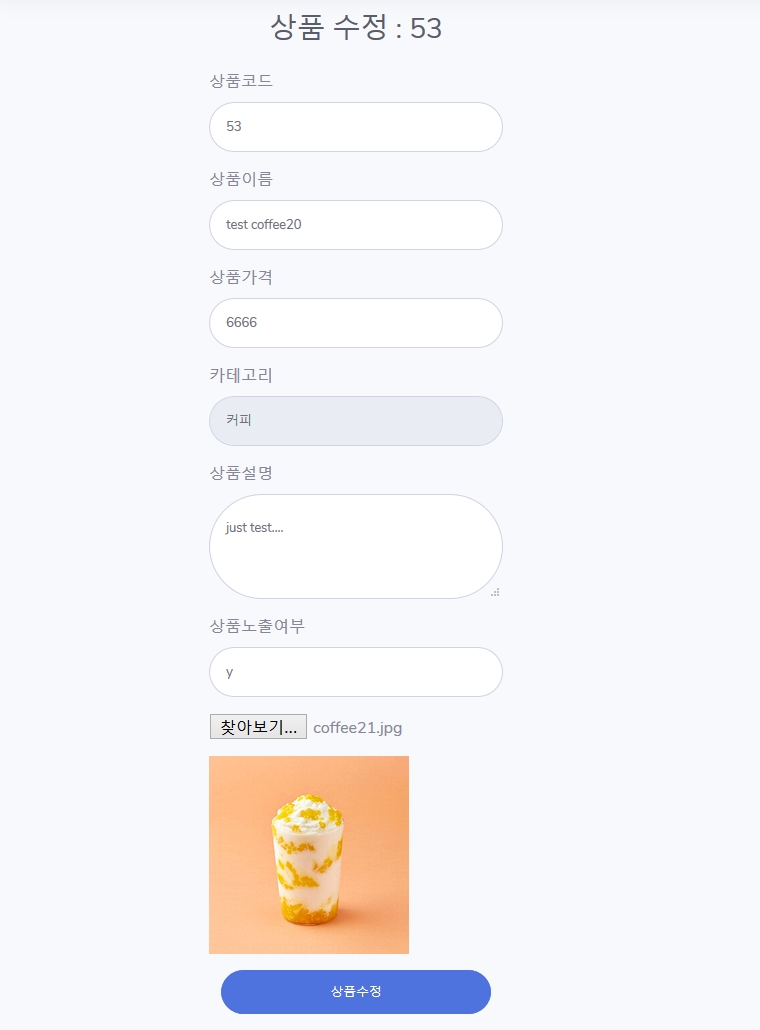 상품 수정 : 53
상품코드
53
상품이름
test coffee20
상품가격
6666
카테고리
커피
상품설명
just test....
상품노출여부
y
찾아보기... coffee21.jpg
상품수정